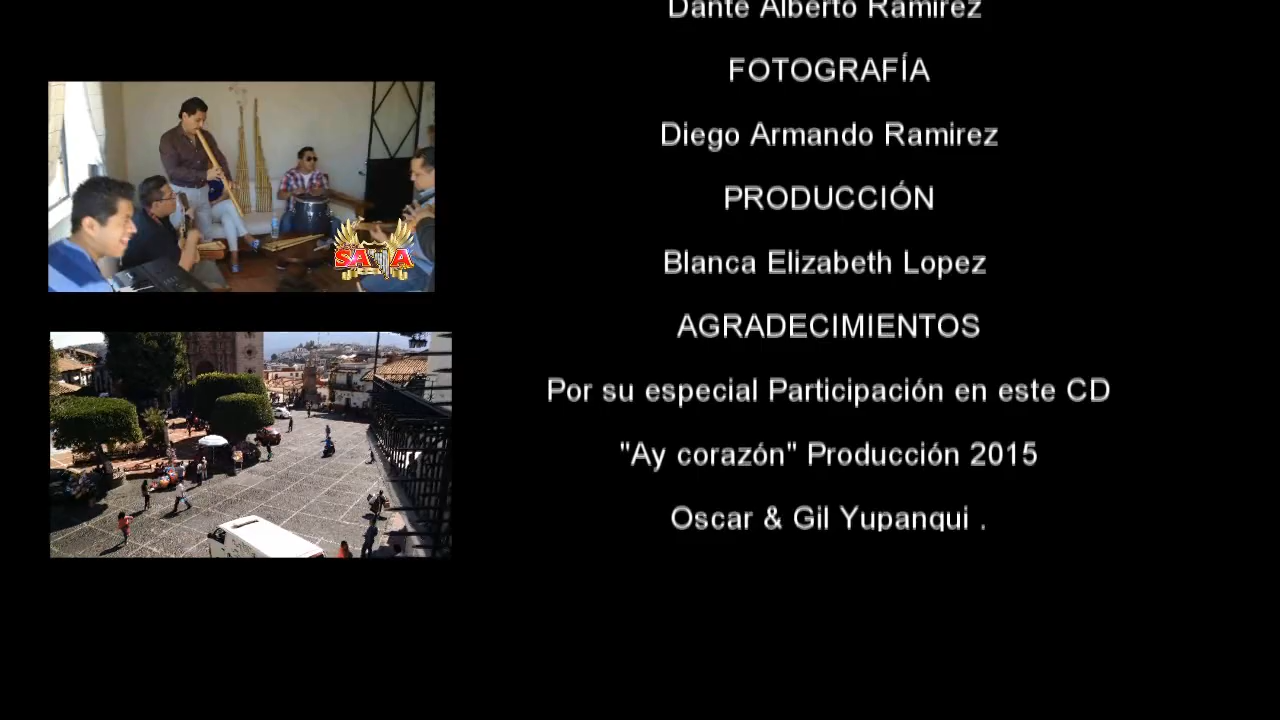 Dante Alberto Ramirez
FOTOGRAFÍA
Diego Armando Ramirez
PRODUCCIÓN
Blanca Elizabeth Lopez
AGRADECIMIENTOS
Por su especial Participación en este CD
"Ay corazón" Producción 2015
Oscar & Gil Yupanqui .